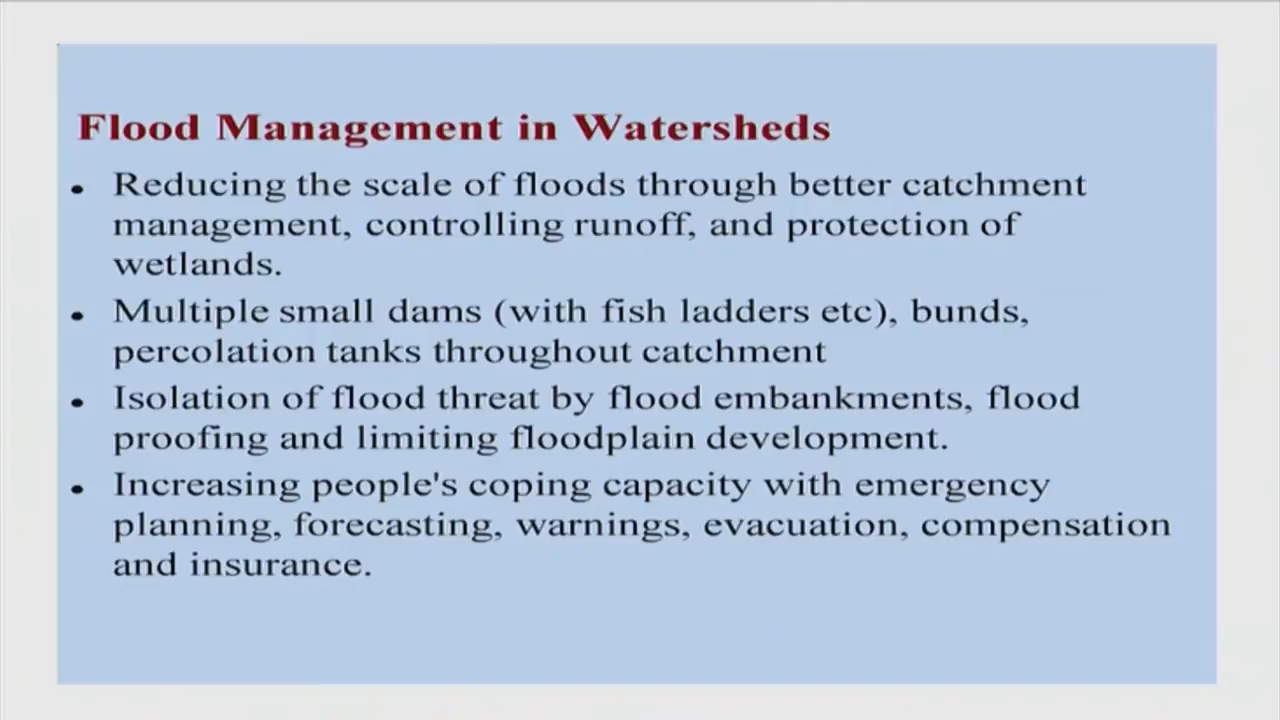 Flood Management in Watersheds
• Reducing the scale of floods through better catchment
management, controlling runoff, and protection of
wetlands.
• Multiple small dams (with fish ladders etc), bunds,
percolation tanks throughout catchment
• Isolation of flood threat by flood embankments, flood
proofing and limiting floodplain development.
• Increasing people's coping capacity with emergency
planning, forecasting, warnings, evacuation, compensation
and insurance.